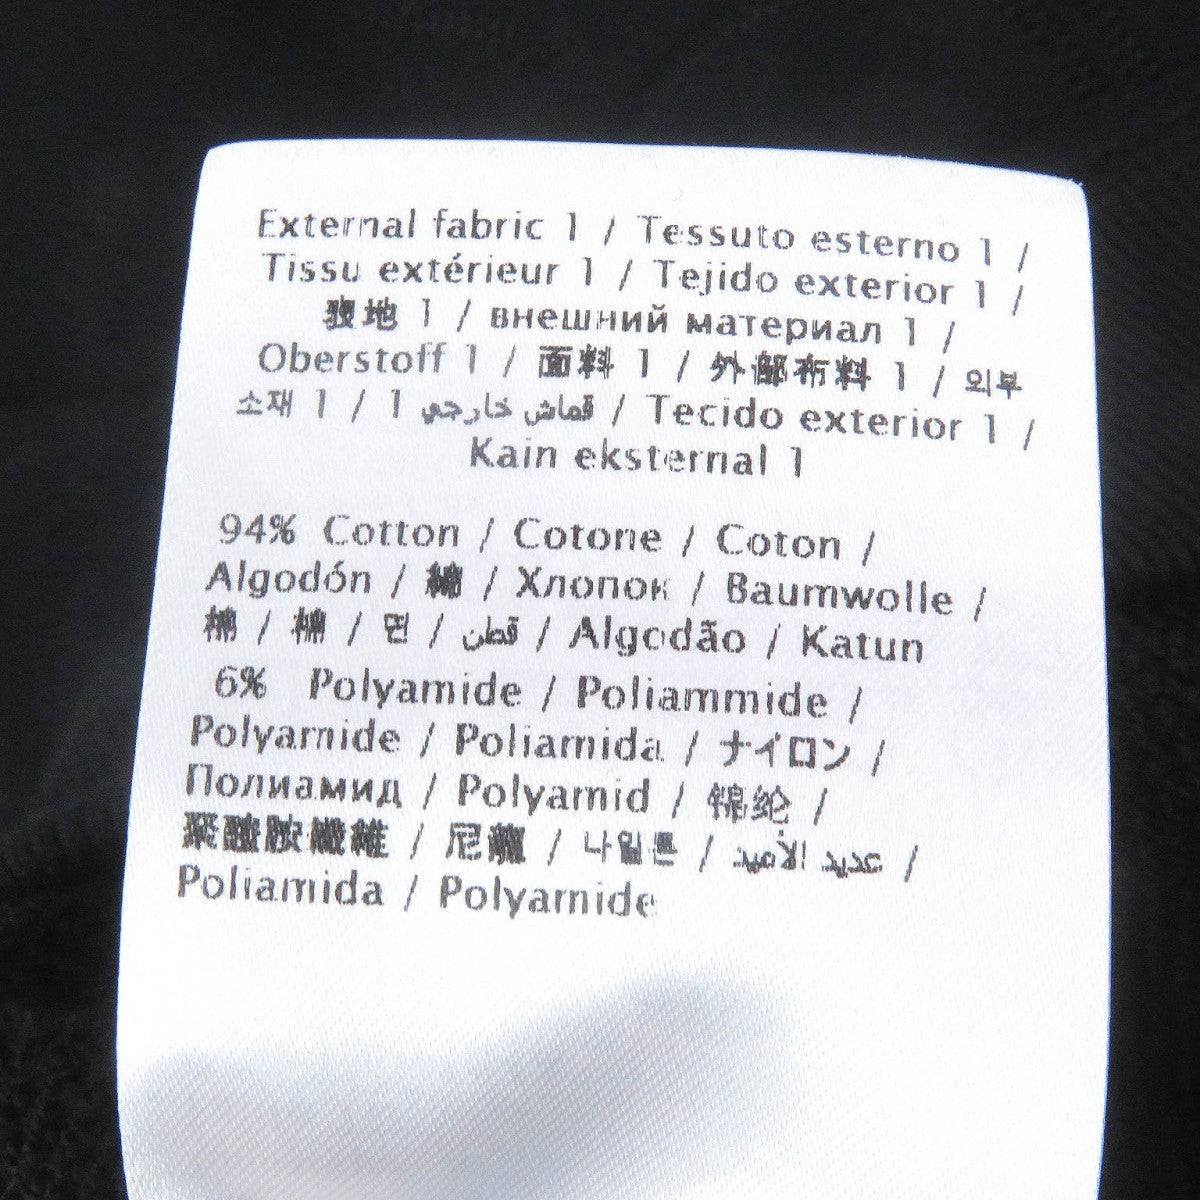 External fabric 1 / Tessuto esterno 1 /
Tissu extérieur 1 / Tejido exterior 1 /
表地 1 / внешний материал 1 /
Oberstoff 1 / 面料 1 / 外部布料 1 / 외부
소재 1 / 1 قماش خارجي / Tecido exterior 1 /
Kain eksternal 1
94% Cotton / Cotone / Coton /
Algodón / 綿 / Хлопок / Baumwolle /
棉 / 棉 / 면 / قطن / Algodão / Katun
6% Polyamide / Poliammide /
Polyamide / Poliamida / ナイロン /
Полиамид / Polyamid / 锦纶 /
聚醯胺纖維 / 尼龍 / 나일론 / عديد الأميد /
Poliamida / Polyamide